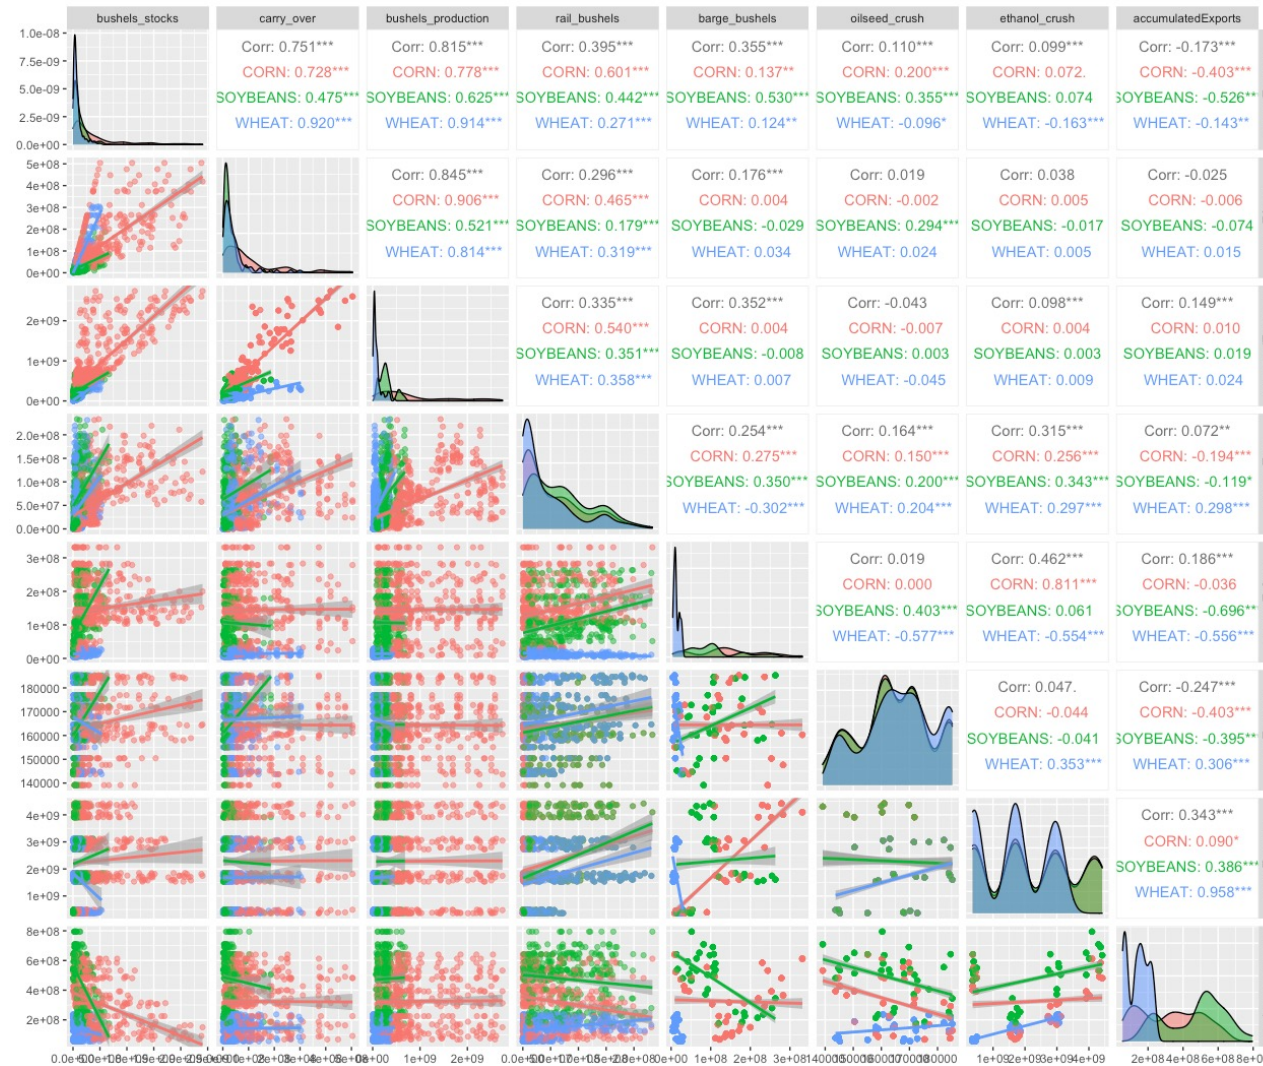 bushels_stocks carry_over bushels_production rail_bushels barge_bushels oilseed_crush ethanol_crush accumulatedExports
1.0e-08
7.5e-09
5.0e-09
2.5e-09
0.0e+00
Corr: 0.751*** Corr: 0.815*** Corr: 0.395*** Corr: 0.355*** Corr: 0.110*** Corr: 0.099*** Corr: -0.173***
CORN: 0.728*** CORN: 0.778*** CORN: 0.601*** CORN: 0.137** CORN: 0.200*** CORN: 0.072. CORN: -0.403***
SOYBEANS: 0.475*** SOYBEANS: 0.625*** SOYBEANS: 0.442*** SOYBEANS: 0.530*** SOYBEANS: 0.355*** SOYBEANS: 0.074 SOYBEANS: -0.526**
WHEAT: 0.920*** WHEAT: 0.914*** WHEAT: 0.271*** WHEAT: 0.124** WHEAT: -0.096* WHEAT: -0.163*** WHEAT: -0.143**
5e+08
4e+08
3e+08
2e+08
1e+08
0e+00
Corr: 0.845*** Corr: 0.296*** Corr: 0.176*** Corr: 0.019 Corr: 0.038 Corr: -0.025
CORN: 0.906*** CORN: 0.465*** CORN: 0.004 CORN: -0.002 CORN: 0.005 CORN: -0.006
SOYBEANS: 0.521*** SOYBEANS: 0.179*** SOYBEANS: -0.029 SOYBEANS: 0.294*** SOYBEANS: -0.017 SOYBEANS: -0.074
WHEAT: 0.814*** WHEAT: 0.319*** WHEAT: 0.034 WHEAT: 0.024 WHEAT: 0.005 WHEAT: 0.015
2e+09
1e+09
0e+00
Corr: 0.335*** Corr: 0.352*** Corr: -0.043 Corr: 0.098*** Corr: 0.149***
CORN: 0.540*** CORN: 0.004 CORN: -0.007 CORN: 0.004 CORN: 0.010
SOYBEANS: 0.351*** SOYBEANS: -0.008 SOYBEANS: 0.003 SOYBEANS: 0.003 SOYBEANS: 0.019
WHEAT: 0.358*** WHEAT: 0.007 WHEAT: -0.045 WHEAT: 0.009 WHEAT: 0.024
2.0e+08
1.5e+08
1.0e+08
5.0e+07
0.0e+00
Corr: 0.254*** Corr: 0.164*** Corr: 0.315*** Corr: 0.072**
CORN: 0.275*** CORN: 0.150*** CORN: 0.256*** CORN: -0.194***
SOYBEANS: 0.350*** SOYBEANS: 0.200*** SOYBEANS: 0.343*** SOYBEANS: -0.119*
WHEAT: -0.302*** WHEAT: 0.204*** WHEAT: 0.297*** WHEAT: 0.298***
3e+08
2e+08
1e+08
0e+00
Corr: 0.019 Corr: 0.462*** Corr: 0.186***
CORN: 0.000 CORN: 0.811*** CORN: -0.036
SOYBEANS: 0.403*** SOYBEANS: 0.061 SOYBEANS: -0.696**
WHEAT: -0.577*** WHEAT: -0.554*** WHEAT: -0.556***
180000
170000
160000
150000
140000
Corr: 0.047. Corr: -0.247***
CORN: -0.044 CORN: -0.403***
SOYBEANS: -0.041 SOYBEANS: -0.395**
WHEAT: 0.353*** WHEAT: 0.306***
4e+09
3e+09
2e+09
1e+09
Corr: 0.343***
CORN: 0.090*
SOYBEANS: 0.386***
WHEAT: 0.958***
8e+08
6e+08
4e+08
2e+08
1e+09 2e+09 1e+08 2e+08